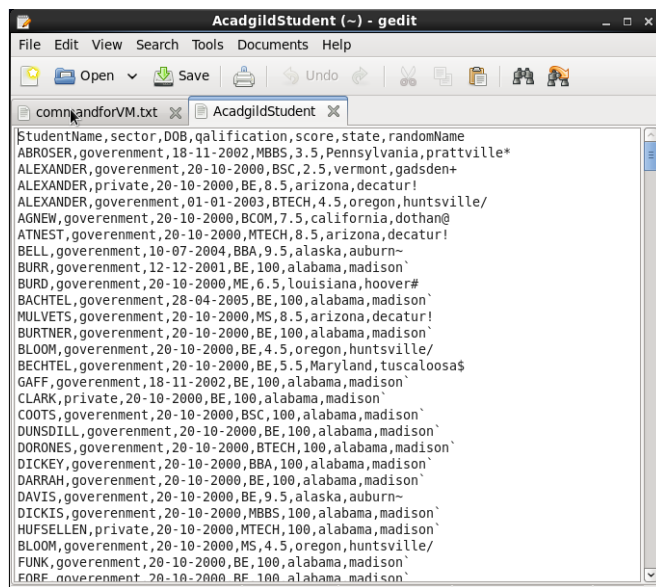 AcadgildStudent (~) - gedit
File Edit View Search Tools Documents Help
Open Save Undo
commandforVM.txt AcadgildStudent
StudentName,sector,DOB,qalification,score,state,randomName
ABROSER,goverenment,18-11-2002,MBBS,3.5,Pennsylvania,prattville*
ALEXANDER,goverenment,20-10-2000,BSC,2.5,vermont,gadsden+
ALEXANDER,private,20-10-2000,BE,8.5,arizona,decatur!
ALEXANDER,goverenment,01-01-2003,BTECH,4.5,oregon,huntsville/
AGNEW,goverenment,20-10-2000,BCOM,7.5,california,dothan@
ATNEST,goverenment,20-10-2000,MTECH,8.5,arizona,decatur!
BELL,goverenment,10-07-2004,BBA,9.5,alaska,auburn~
BURR,goverenment,12-12-2001,BE,100,alabama,madison`
BURD,goverenment,20-10-2000,ME,6.5,louisiana,hoover#
BACHTEL,goverenment,28-04-2005,BE,100,alabama,madison`
MULVETS,goverenment,20-10-2000,MS,8.5,arizona,decatur!
BURTNER,goverenment,20-10-2000,BE,100,alabama,madison`
BLOOM,goverenment,20-10-2000,BE,4.5,oregon,huntsville/
BECHTEL,goverenment,20-10-2000,BE,5.5,Maryland,tuscaloosa$
GAFF,goverenment,18-11-2002,BE,100,alabama,madison`
CLARK,private,20-10-2000,BE,100,alabama,madison`
COOTS,goverenment,20-10-2000,BSC,100,alabama,madison`
DUNSDILL,goverenment,20-10-2000,BE,100,alabama,madison`
DORONES,goverenment,20-10-2000,BTECH,100,alabama,madison`
DICKEY,goverenment,20-10-2000,BBA,100,alabama,madison`
DARRAH,goverenment,20-10-2000,BE,100,alabama,madison`
DAVIS,goverenment,20-10-2000,BE,9.5,alaska,auburn~
DICKIS,goverenment,20-10-2000,MBBS,100,alabama,madison`
HUFSELLEN,private,20-10-2000,MTECH,100,alabama,madison`
BLOOM,goverenment,20-10-2000,MS,4.5,oregon,huntsville/
FUNK,goverenment,20-10-2000,BE,100,alabama,madison`
FORE,goverenment,20-10-2000,BE,100,alabama,madison`